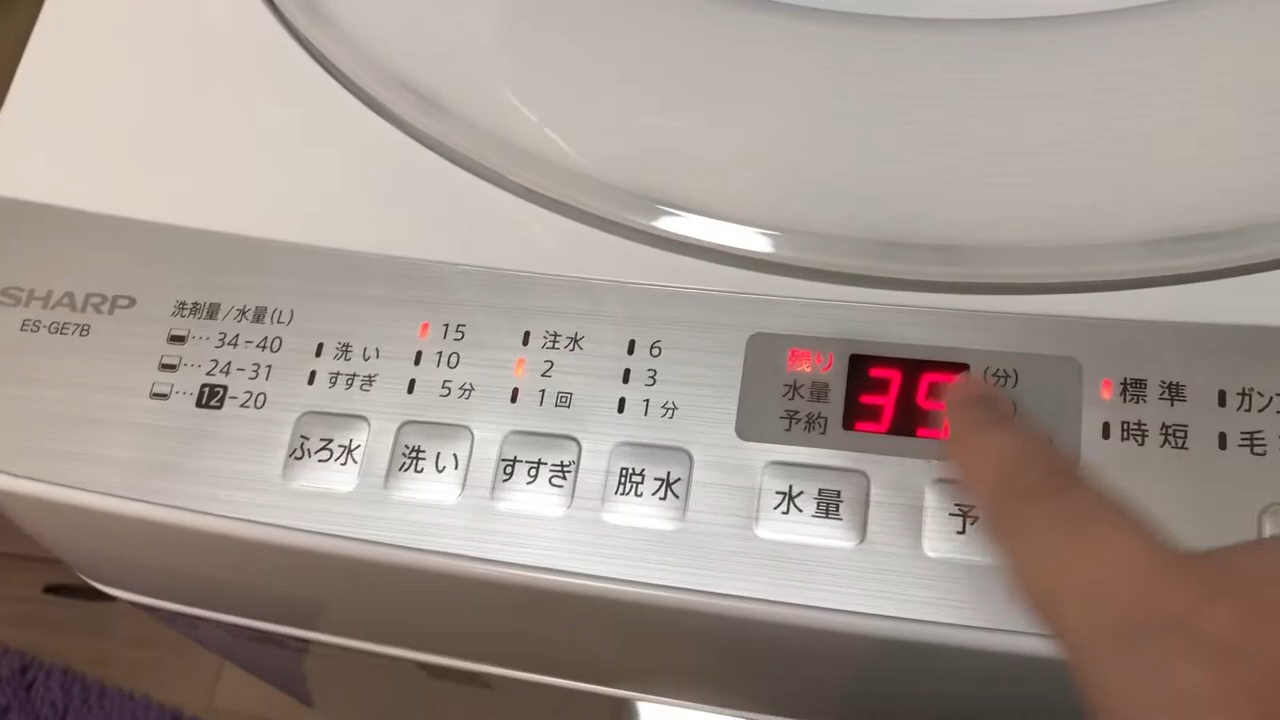 SHARP
ES-GE7B
洗剤量/水量(L)
…34-40
…24-31
…12-20
洗い
すすぎ
15
10
5分
注水
2
1回
6
3
1分
残り
水量
予約
35
(分)
標準
時短
ふろ水
洗い
すすぎ
脱水
水量
予